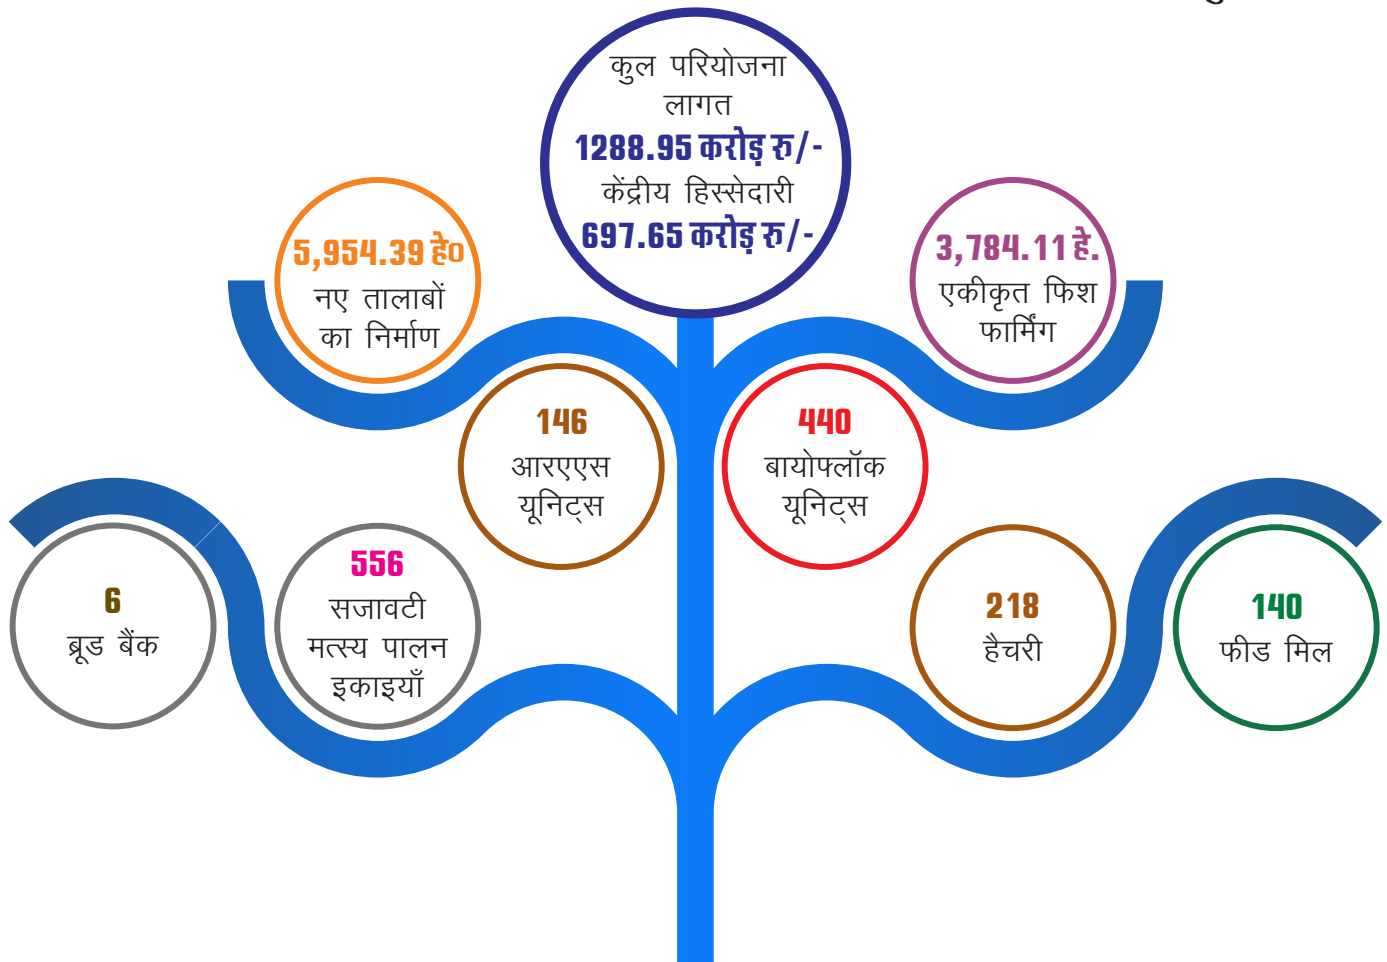 कुल परियोजना
लागत
1288.95 करोड़ रु/-
केंद्रीय हिस्सेदारी
697.65 करोड़ रु/-
5,954.39 हे०
नए तालाबों
का निर्माण
3,784.11 हे.
एकीकृत फिश
फार्मिंग
146
आरएएस
यूनिट्स
440
बायोफ्लॉक
यूनिट्स
6
ब्रूड बैंक
556
सजावटी
मत्स्य पालन
इकाइयाँ
218
हैचरी
140
फीड मिल